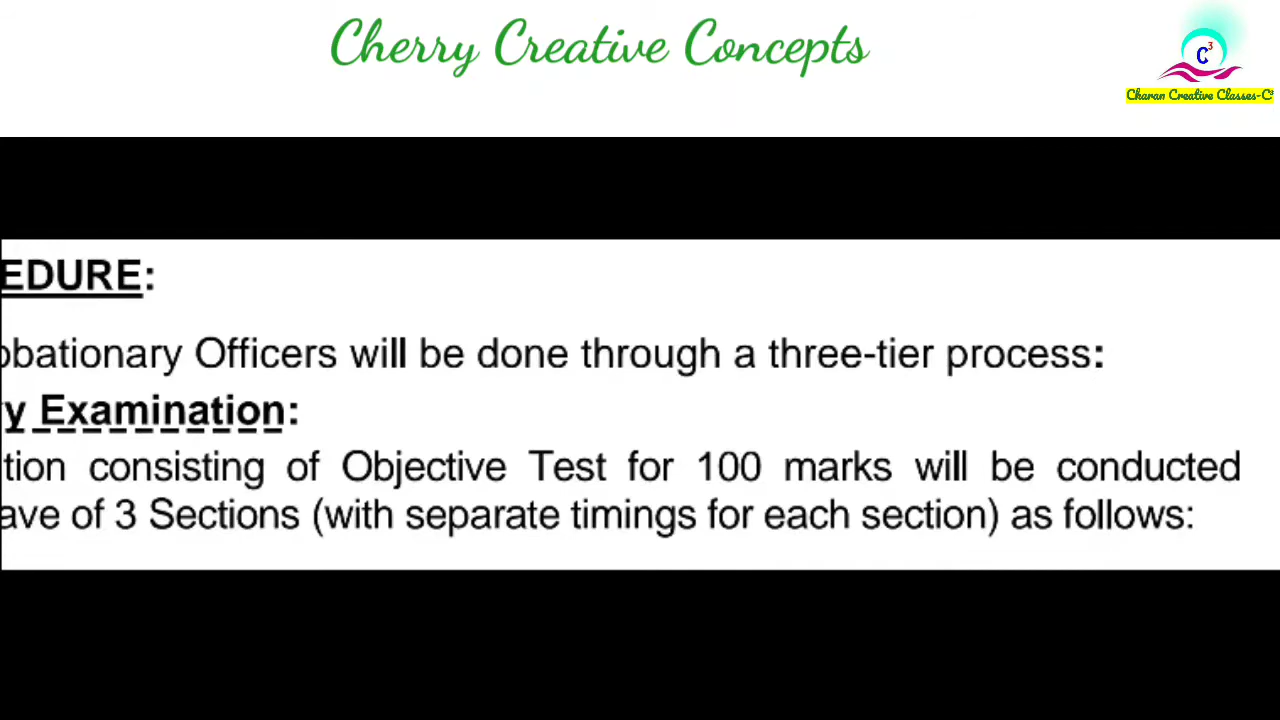 Cherry Creative Concepts
C3
Charan Creative Classes-C3
EDURE:
obationary Officers will be done through a three-tier process:
y Examination:
tion consisting of Objective Test for 100 marks will be conducted
ave of 3 Sections (with separate timings for each section) as follows: